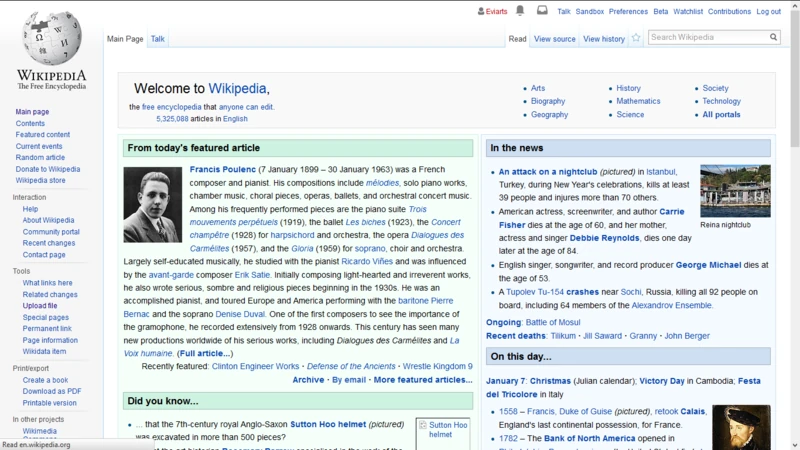 Eviarts Talk Sandbox Preferences Beta Watchlist Contributions Log out
Main Page Talk
Read View source View history
Search Wikipedia
WIKIPEDIA
The Free Encyclopedia
Main page
Contents
Featured content
Current events
Random article
Donate to Wikipedia
Wikipedia store
Interaction
Help
About Wikipedia
Community portal
Recent changes
Contact page
Tools
What links here
Related changes
Upload file
Special pages
Permanent link
Page information
Wikidata item
Print/export
Create a book
Download as PDF
Printable version
In other projects
Wikimedia
Read en.wikipedia.org
Welcome to Wikipedia,
the free encyclopedia that anyone can edit.
5,325,088 articles in English
Arts
Biography
Geography
History
Mathematics
Science
Society
Technology
All portals
From today's featured article
Francis Poulenc (7 January 1899 – 30 January 1963) was a French
composer and pianist. His compositions include mélodies, solo piano works,
chamber music, choral pieces, operas, ballets, and orchestral concert music.
Among his frequently performed pieces are the piano suite Trois
mouvements perpétuels (1919), the ballet Les biches (1923), the Concert
champêtre (1928) for harpsichord and orchestra, the opera Dialogues des
Carmélites (1957), and the Gloria (1959) for soprano, choir and orchestra.
Largely self-educated musically, he studied with the pianist Ricardo Viñes and was influenced
by the avant-garde composer Erik Satie. Initially composing light-hearted and irreverent works,
he also wrote serious, sombre and religious pieces beginning in the 1930s. He was an
accomplished pianist, and toured Europe and America performing with the baritone Pierre
Bernac and the soprano Denise Duval. One of the first composers to see the importance of
the gramophone, he recorded extensively from 1928 onwards. This century has seen many
new productions worldwide of his serious works, including Dialogues des Carmélites and La
Voix humaine. (Full article...)
Recently featured: Clinton Engineer Works · Defense of the Ancients · Wrestle Kingdom 9
Archive · By email · More featured articles...
Did you know...
... that the 7th-century royal Anglo-Saxon Sutton Hoo helmet (pictured)
was excavated in more than 500 pieces?
Sutton Hoo
helmet
In the news
An attack on a nightclub (pictured) in Istanbul,
Turkey, during New Year's celebrations, kills at least
39 people and injures more than 70 others.
American actress, screenwriter, and author Carrie
Fisher dies at the age of 60, and her mother,
actress and singer Debbie Reynolds, dies one day
later at the age of 84.
English singer, songwriter, and record producer George Michael dies at
the age of 53.
A Tupolev Tu-154 crashes near Sochi, Russia, killing all 92 people on
board, including 64 members of the Alexandrov Ensemble.
Reina nightclub
Ongoing: Battle of Mosul
Recent deaths: Tilikum · Jill Saward · Granny · John Berger
On this day...
January 7: Christmas (Julian calendar); Victory Day in Cambodia; Festa
del Tricolore in Italy
1558 – Francis, Duke of Guise (pictured), retook Calais,
England's last continental possession, for France.
1782 – The Bank of North America opened in